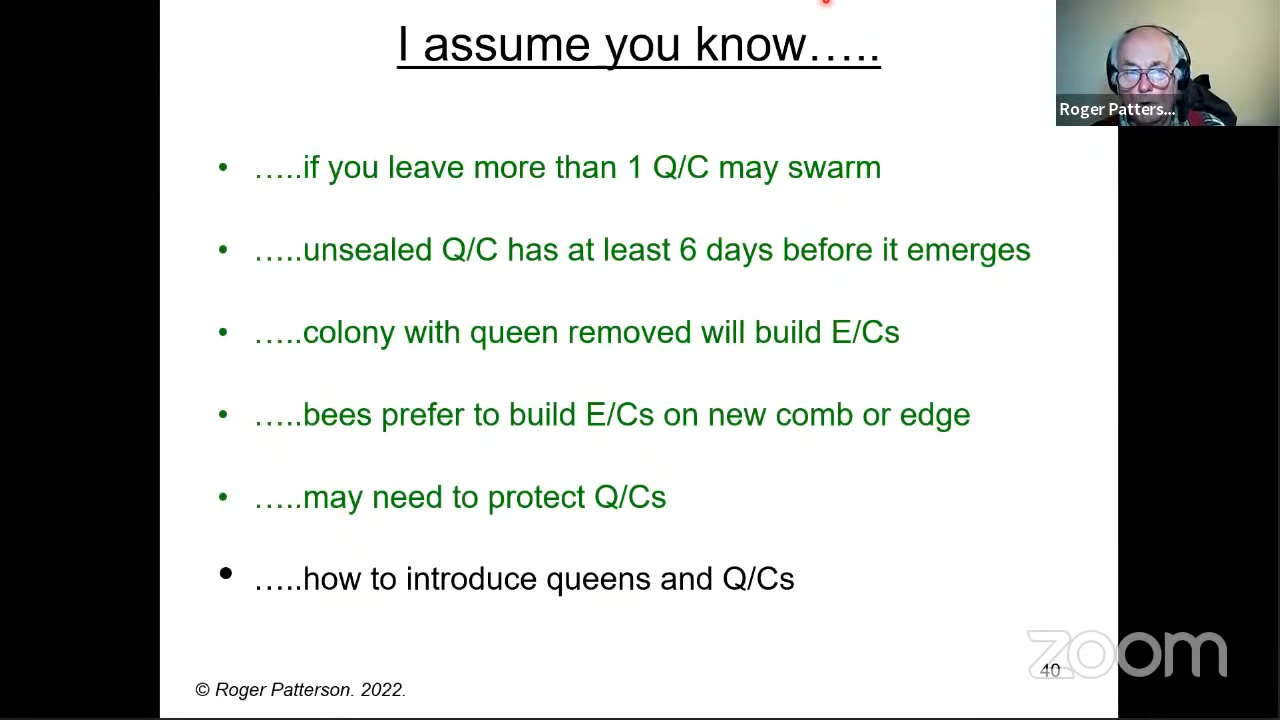 I assume you know…..
Roger Patters...
• …..if you leave more than 1 Q/C may swarm
• …..unsealed Q/C has at least 6 days before it emerges
• …..colony with queen removed will build E/Cs
• …..bees prefer to build E/Cs on new comb or edge
• …..may need to protect Q/Cs
• …..how to introduce queens and Q/Cs
zoom
40
© Roger Patterson. 2022.